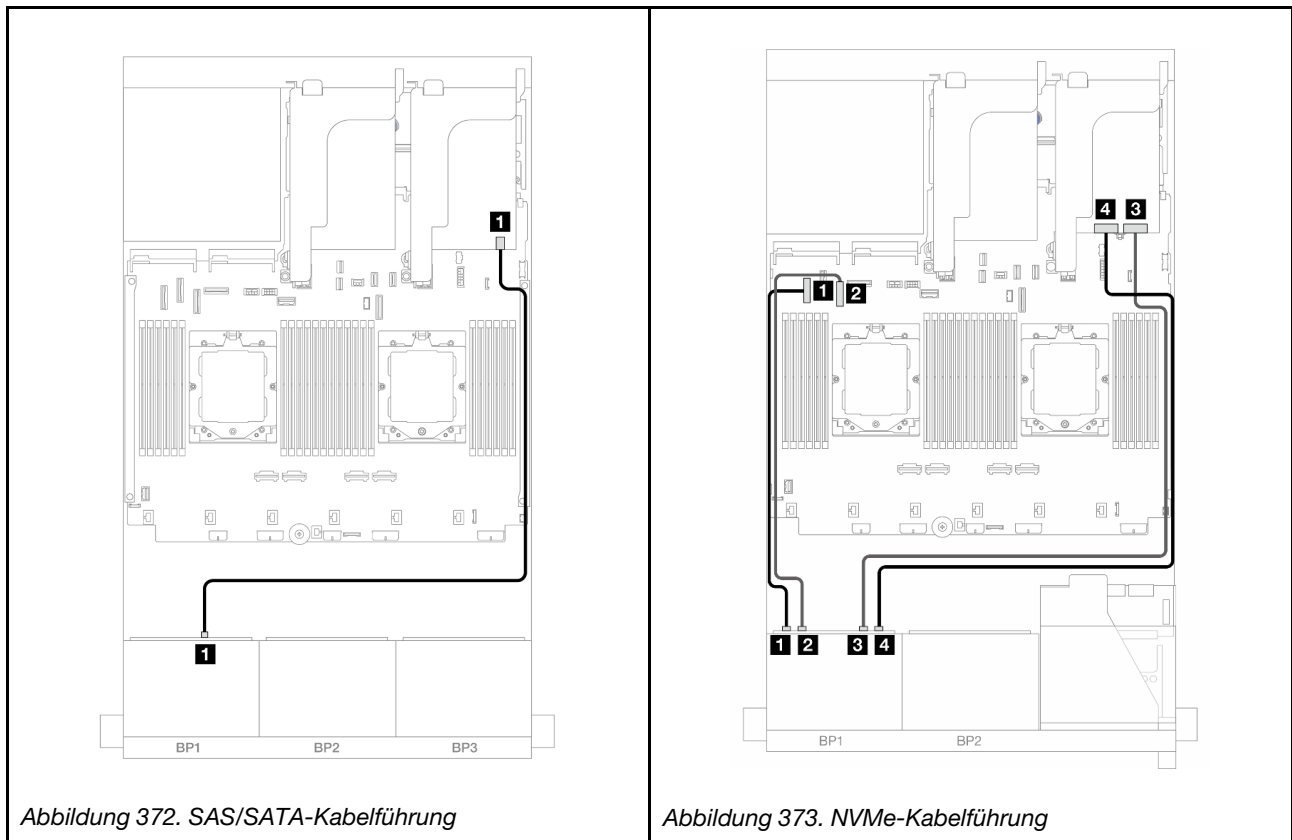 1
1
BP1
BP2
BP3
Abbildung 372. SAS/SATA-Kabelführung
4
3
1
2
1
2
3
4
BP1
BP2
Abbildung 373. NVMe-Kabelführung